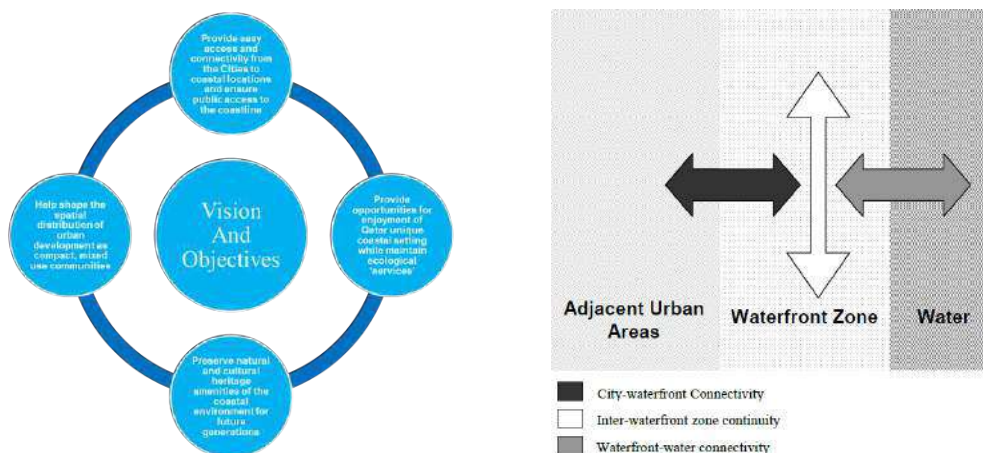 Provide easy
access and
connectivity from
the Cities to
coastal locations
and ensure
public access to
the coastline
Help shape the
spatial
distribution of
urban
development as
compact, mixed
use communities
Vision
And
Objectives
Provide
opportunities for
enjoyment of
Qatar unique
coastal setting
while maintain
ecological
'services'
Preserve natural
and cultural
heritage
amenities of the
coastal
environment for
future
generations
Adjacent Urban
Areas
Waterfront Zone
Water
City-waterfront Connectivity
Inter-waterfront zone continuity
Waterfront-water connectivity